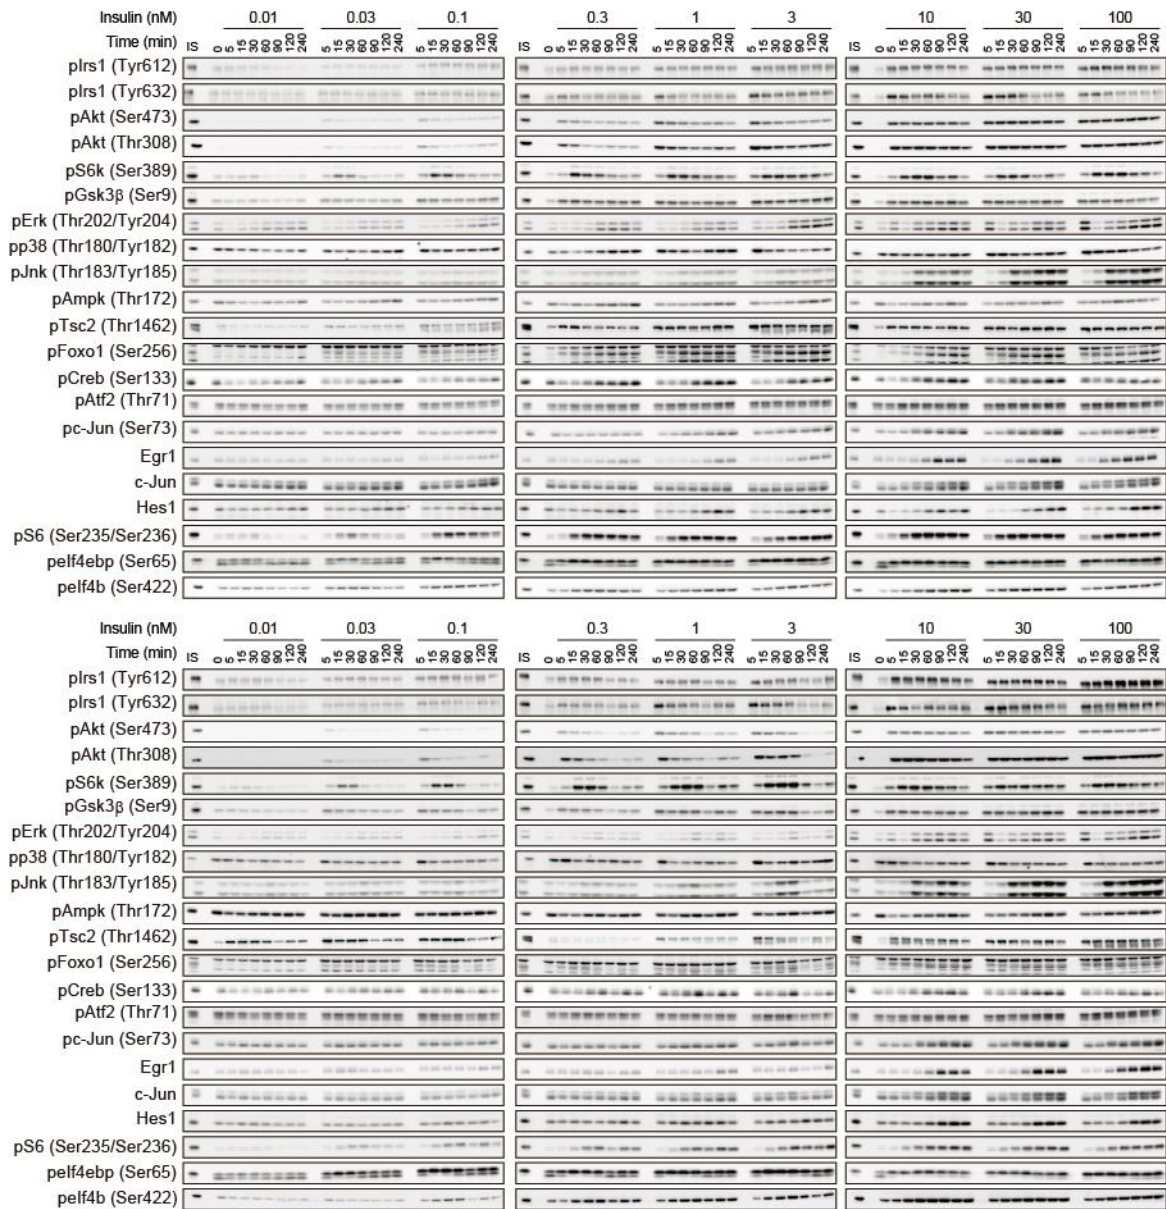 Insulin (nM) 0.01 0.03 0.1 0.3 1 3 10 30 100
Time (min) IS 0 5 15 30 60 90 120 240 5 15 30 60 90 120 240 5 15 30 60 90 120 240 IS 0 5 15 30 60 90 120 240 5 15 30 60 90 120 240 5 15 30 60 90 120 240 IS 0 5 15 30 60 90 120 240 5 15 30 60 90 120 240 5 15 30 60 90 120 240
pIrs1 (Tyr612)
pIrs1 (Tyr632)
pAkt (Ser473)
pAkt (Thr308)
pS6k (Ser389)
pGsk3β (Ser9)
pErk (Thr202/Tyr204)
pp38 (Thr180/Tyr182)
pJnk (Thr183/Tyr185)
pAmpk (Thr172)
pTsc2 (Thr1462)
pFoxo1 (Ser256)
pCreb (Ser133)
pAtf2 (Thr71)
pc-Jun (Ser73)
Egr1
c-Jun
Hes1
pS6 (Ser235/Ser236)
peIf4ebp (Ser65)
peIf4b (Ser422)
Insulin (nM) 0.01 0.03 0.1 0.3 1 3 10 30 100
Time (min) IS 0 5 15 30 60 90 120 240 5 15 30 60 90 120 240 5 15 30 60 90 120 240 IS 0 5 15 30 60 90 120 240 5 15 30 60 90 120 240 5 15 30 60 90 120 240 IS 0 5 15 30 60 90 120 240 5 15 30 60 90 120 240 5 15 30 60 90 120 240
pIrs1 (Tyr612)
pIrs1 (Tyr632)
pAkt (Ser473)
pAkt (Thr308)
pS6k (Ser389)
pGsk3β (Ser9)
pErk (Thr202/Tyr204)
pp38 (Thr180/Tyr182)
pJnk (Thr183/Tyr185)
pAmpk (Thr172)
pTsc2 (Thr1462)
pFoxo1 (Ser256)
pCreb (Ser133)
pAtf2 (Thr71)
pc-Jun (Ser73)
Egr1
c-Jun
Hes1
pS6 (Ser235/Ser236)
peIf4ebp (Ser65)
peIf4b (Ser422)